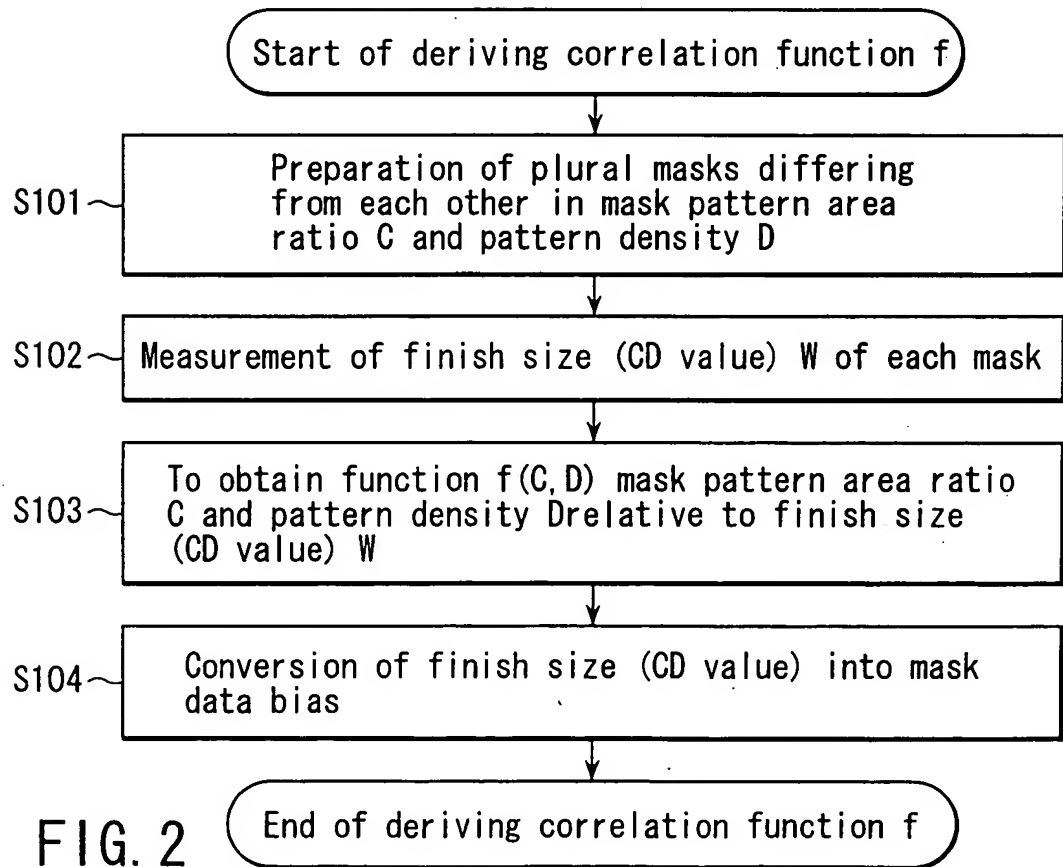 Start of deriving correlation function f
S101
Preparation of plural masks differing
from each other in mask pattern area
ratio C and pattern density D
S102
Measurement of finish size (CD value) W of each mask
S103
To obtain function f(C,D) mask pattern area ratio
C and pattern density Drelative to finish size
(CD value) W
S104
Conversion of finish size (CD value) into mask
data bias
End of deriving correlation function f
FIG. 2